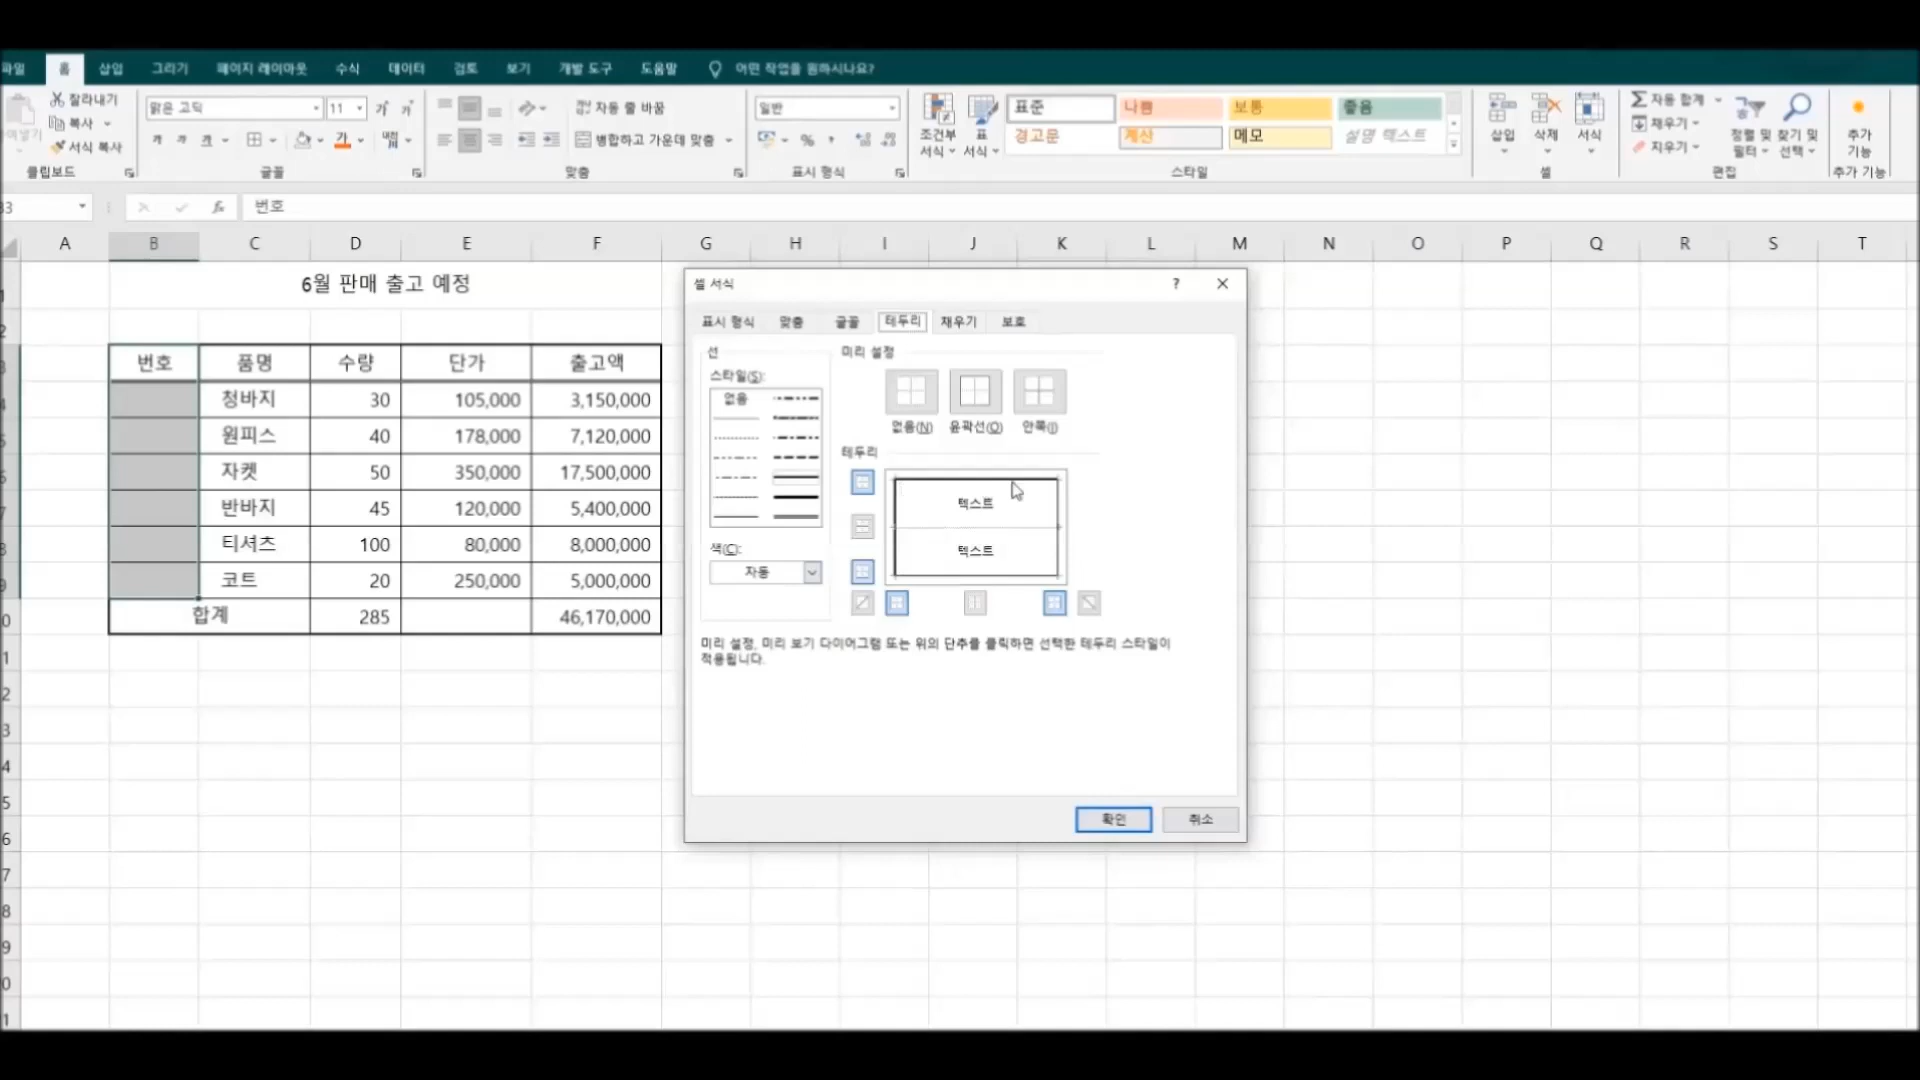 파일 홈 삽입 그리기 페이지 레이아웃 수식 데이터 검토 보기 개발 도구 도움말 어떤 작업을 원하시나요?
잘라내기
복사
서식 복사
클립보드
맑은 고딕 11
가 가 가 가
글꼴
자동 줄 바꿈
병합하고 가운데 맞춤
맞춤
일반
%
표시 형식
조건부 서식
표 서식
표준 나쁨 보통 좋음
경고문 계산 메모 설명 텍스트
스타일
삽입 삭제 서식
셀
자동 합계
채우기
지우기
정렬 및 필터
찾기 및 선택
편집
추가 기능
추가 기능
fx 번호
A B C D E F G H I J K L M N O P Q R S T
6월 판매 출고 예정
번호 품명 수량 단가 출고액
청바지 30 105,000 3,150,000
원피스 40 178,000 7,120,000
자켓 50 350,000 17,500,000
반바지 45 120,000 5,400,000
티셔츠 100 80,000 8,000,000
코트 20 250,000 5,000,000
합계 285 46,170,000
셀 서식 ?
표시 형식 맞춤 글꼴 테두리 채우기 보호
선
스타일(S):
없음
색(C):
자동
미리 설정
없음(N) 윤곽선(O) 안쪽(I)
테두리
텍스트
텍스트
미리 설정, 미리 보기 다이어그램 또는 위의 단추를 클릭하면 선택한 테두리 스타일이
적용됩니다.
확인 취소